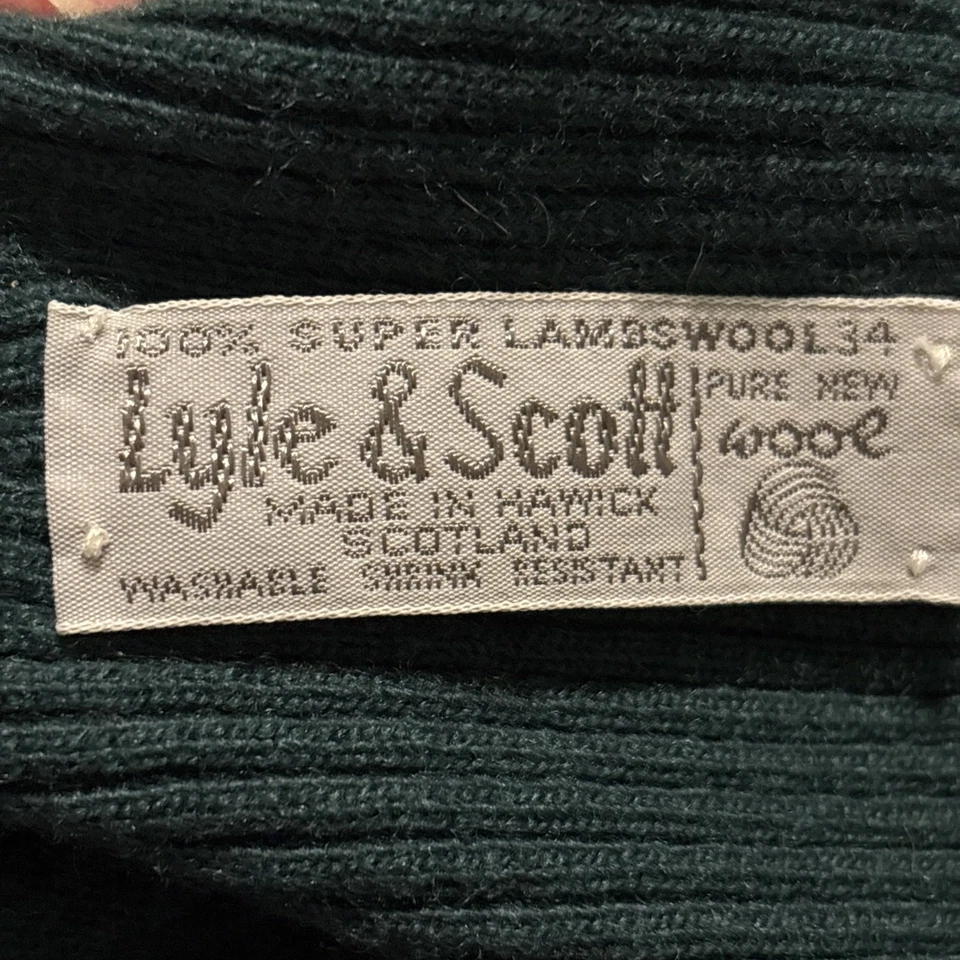 100% SUPER LAMBSWOOL 34
Lyle & Scott
MADE IN HAWICK
SCOTLAND
WASHABLE SHRINK RESISTANT
PURE NEW
wool